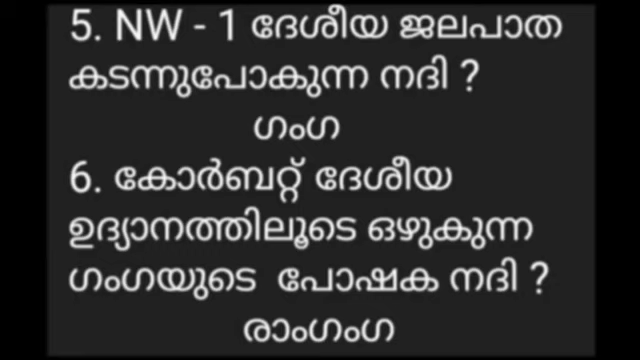 5. NW - 1 ദേശീയ ജലപാത
കടന്നുപോകുന്ന നദി ?
ഗംഗ
6. കോർബറ്റ് ദേശീയ
ഉദ്യാനത്തിലൂടെ ഒഴുകുന്ന
ഗംഗയുടെ പോഷക നദി ?
രാംഗംഗ